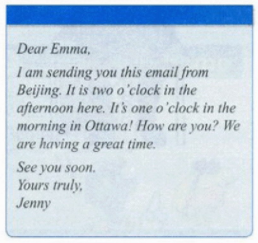 Dear Emma,
I am sending you this email from
Beijing. It is two o'clock in the
afternoon here. It's one o'clock in the
morning in Ottawa! How are you? We
are having a great time.
See you soon.
Yours truly,
Jenny